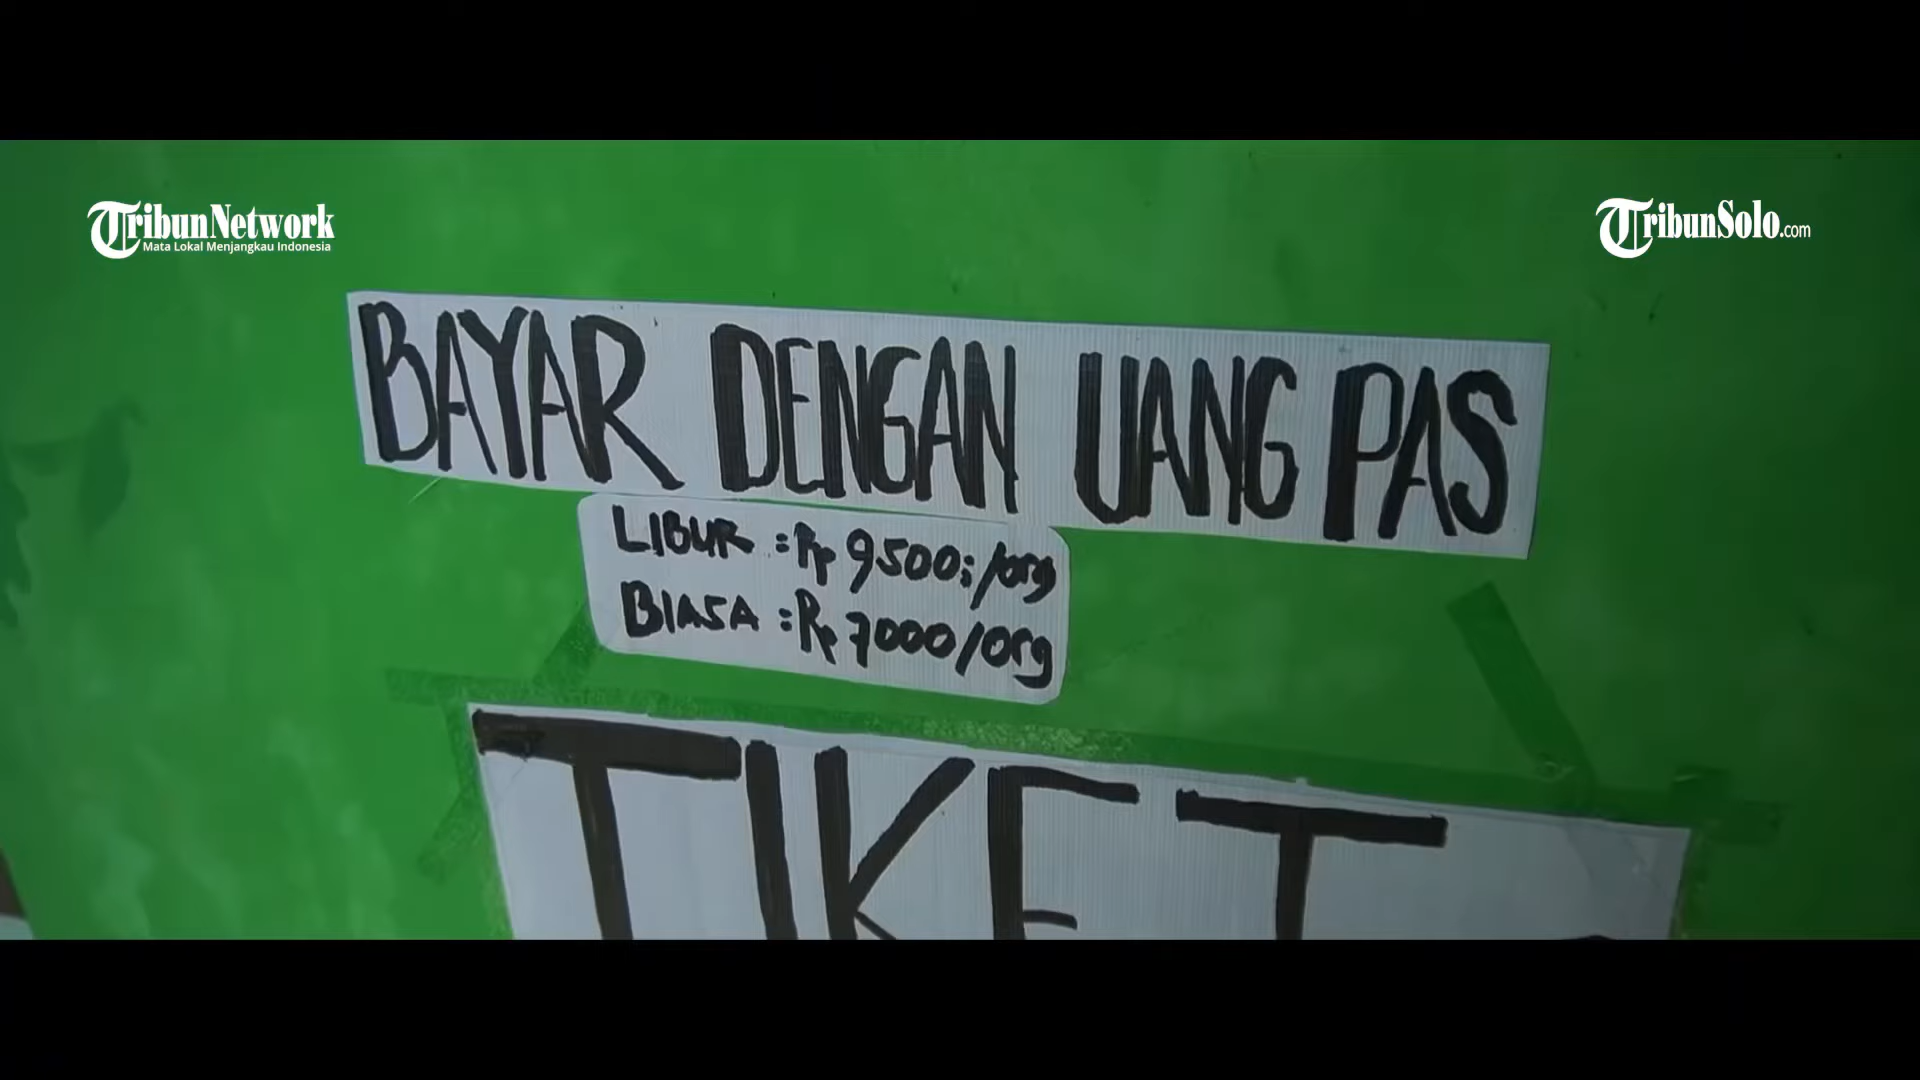 TribunNetwork
Mata Lokal Menjangkau Indonesia
TribunSolo.com
BAYAR DENGAN UANG PAS
LIBUR = Rp 9500;/org
BIASA = Rp 7000/org
TIKET